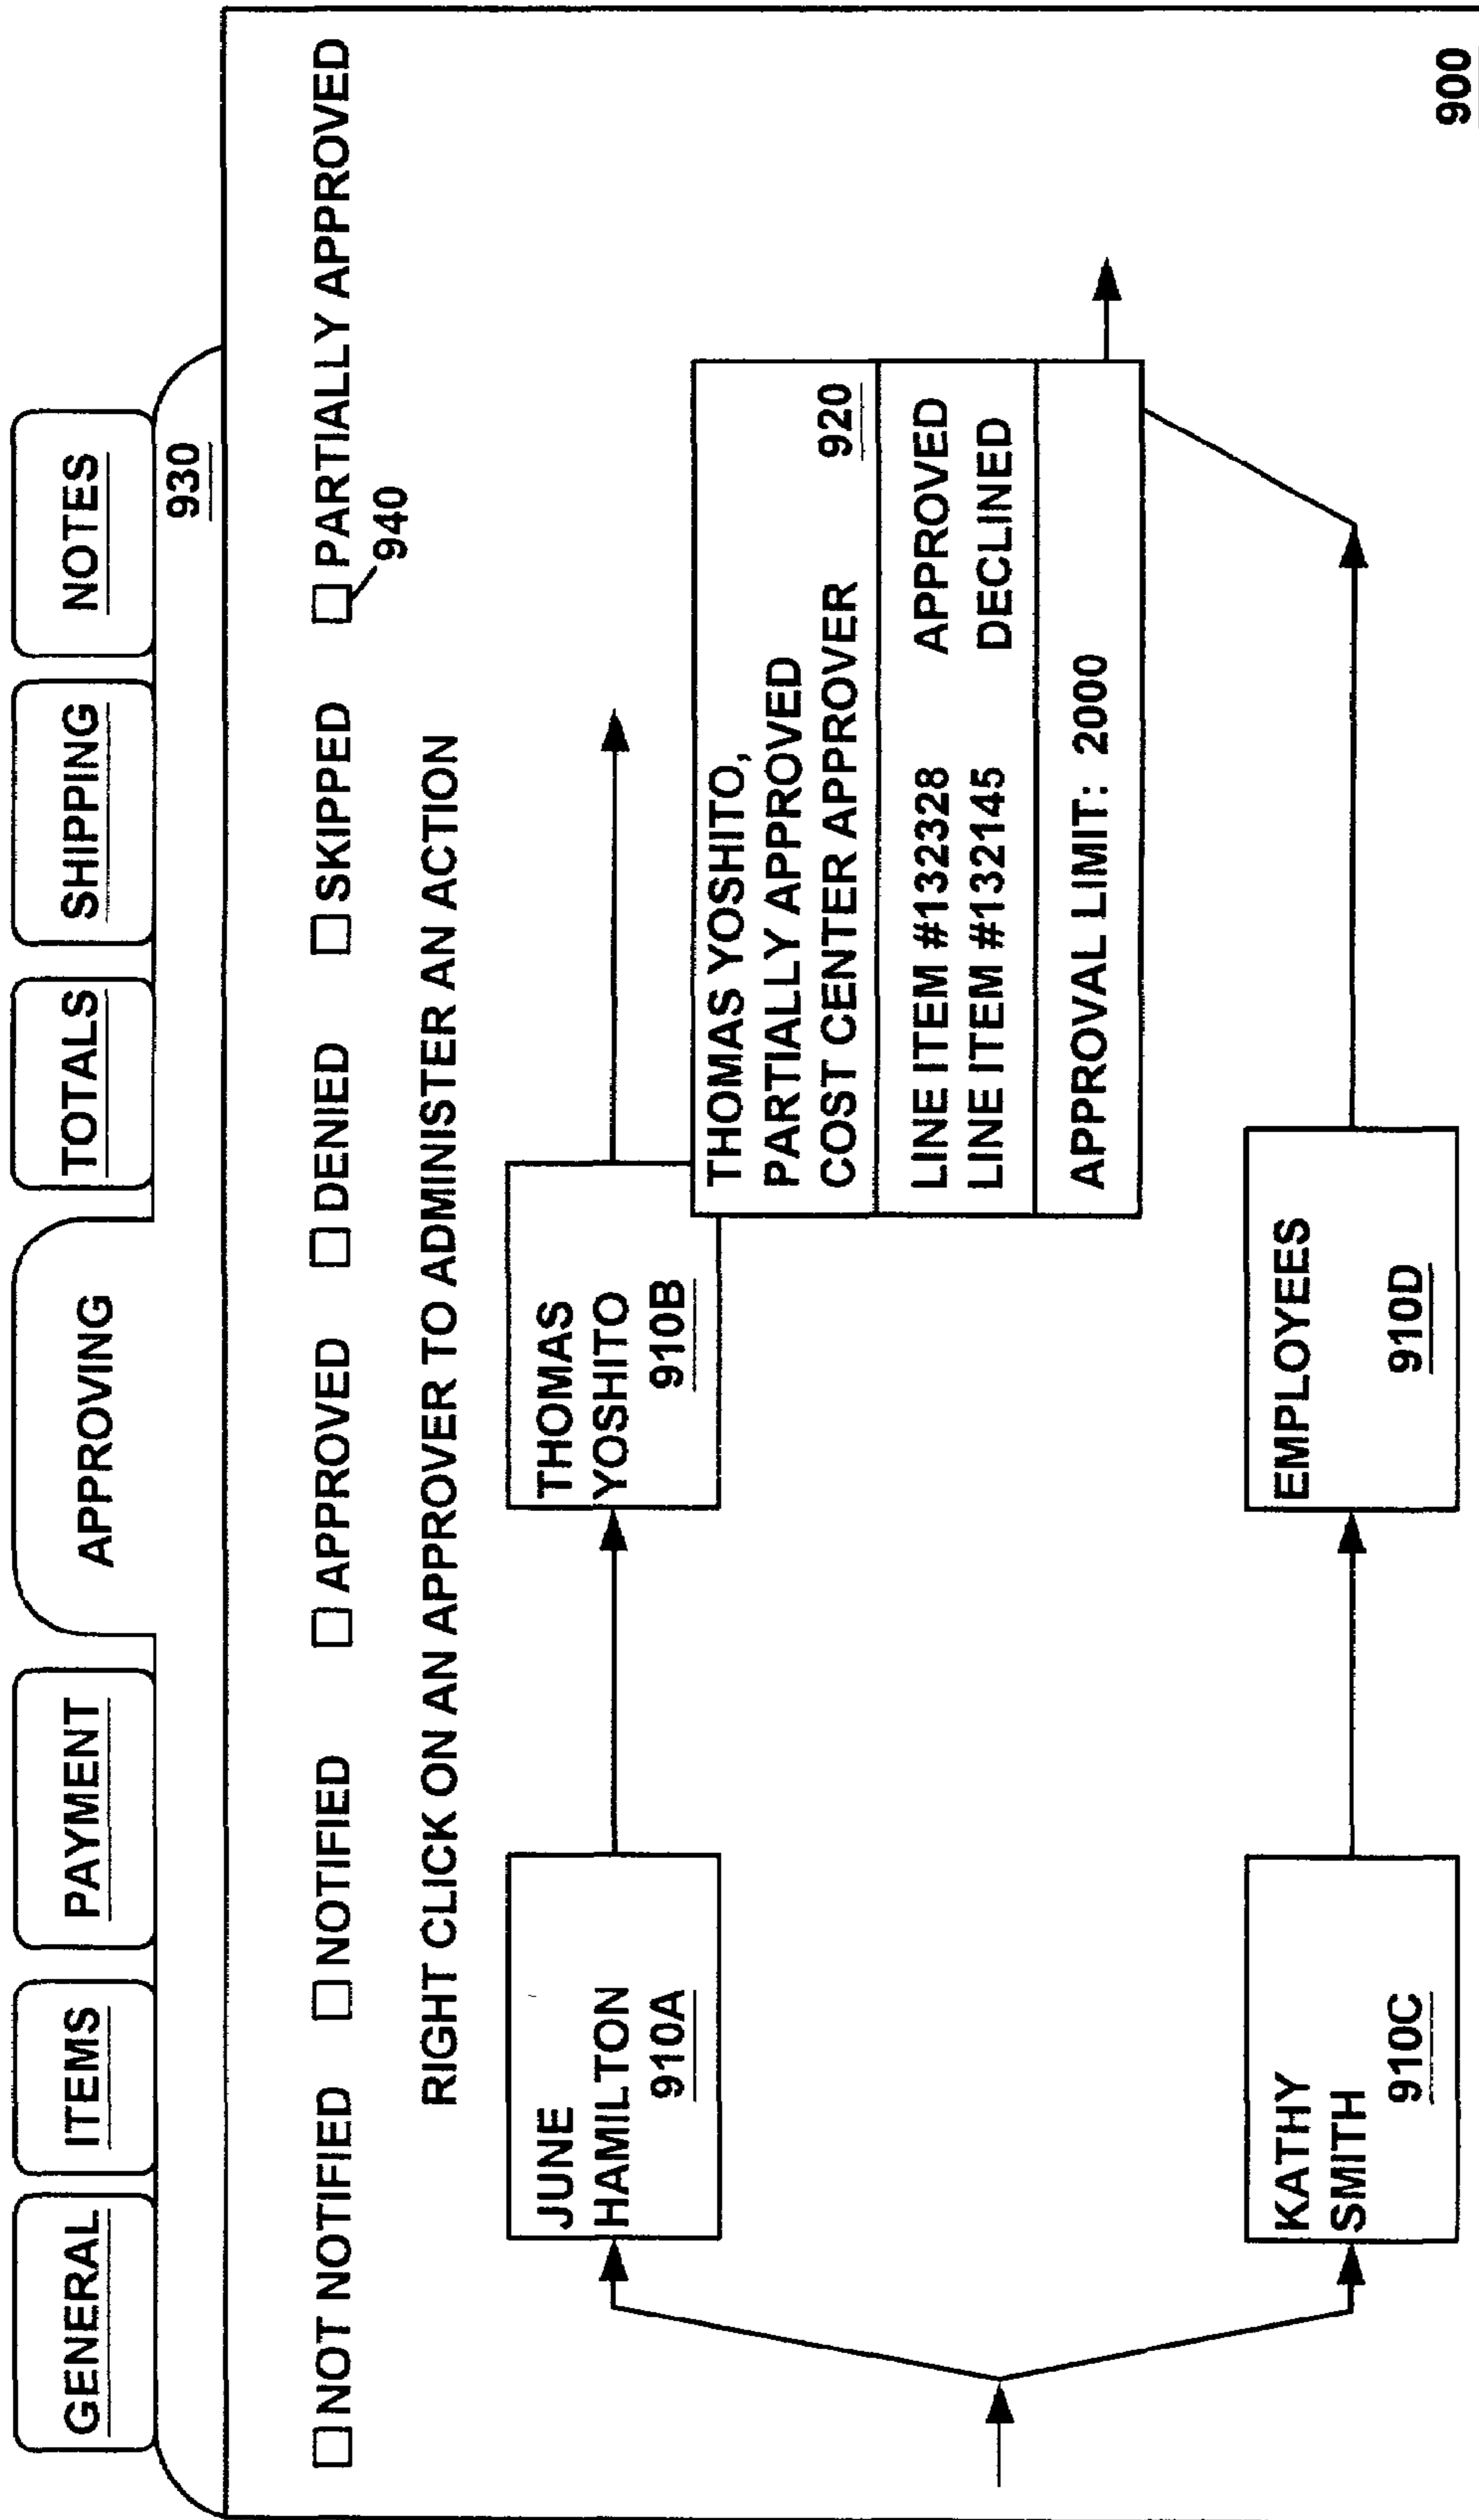 GENERAL ITEMS PAYMENT APPROVING TOTALS SHIPPING NOTES
930
NOT NOTIFIED NOTIFIED APPROVED DENIED SKIPPED PARTIALLY APPROVED
940
RIGHT CLICK ON AN APPROVER TO ADMINISTER AN ACTION
JUNE
HAMILTON
910A
THOMAS
YOSHITO
910B
THOMAS YOSHITO,
PARTIALLY APPROVED
COST CENTER APPROVER 920
LINE ITEM #132328 APPROVED
LINE ITEM #132145 DECLINED
APPROVAL LIMIT: 2000
KATHY
SMITH
910C
EMPLOYEES
910D
900